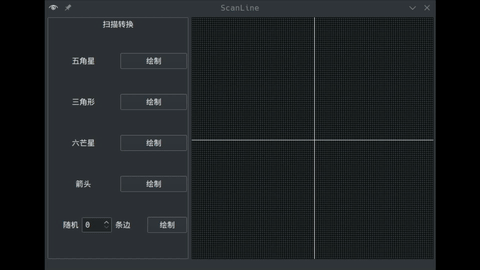 ScanLine
扫描转换
五角星 绘制
三角形 绘制
六芒星 绘制
箭头 绘制
随机 0 条边 绘制